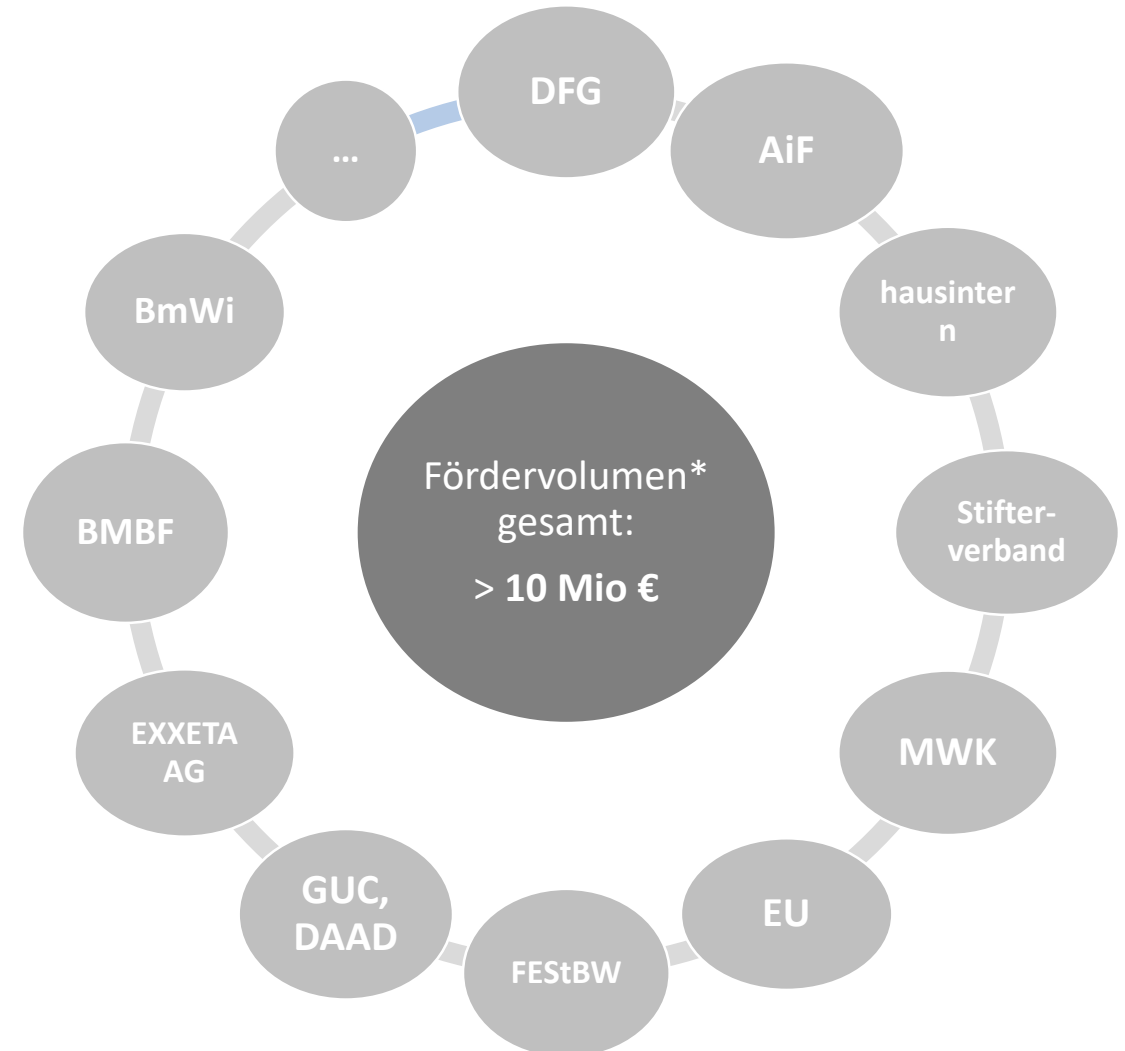 DFG
AiF
hausinter
n
Stifter-
verband
MWK
EU
FEStBW
GUC,
DAAD
EXXETA
AG
BMBF
BmWi
...
Fördervolumen*
gesamt:
> 10 Mio €